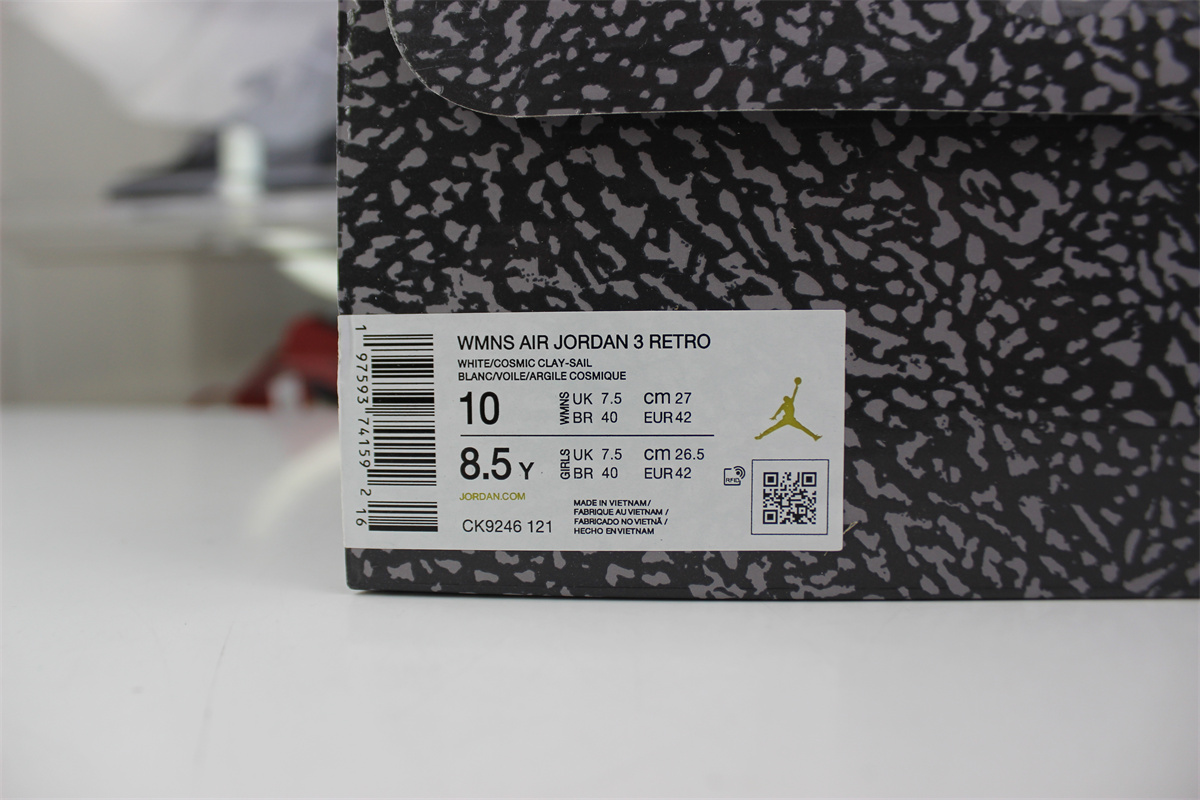 WMNS AIR JORDAN 3 RETRO
WHITE/COSMIC CLAY-SAIL
BLANC/VOILE/ARGILE COSMIQUE
10 WMNS UK 7.5 cm 27
BR 40 EUR 42
8.5 Y GIRLS UK 7.5 cm 26.5
BR 40 EUR 42
RFID
JORDAN.COM
CK9246 121
MADE IN VIETNAM /
FABRIQUE AU VIETNAM /
FABRICADO NO VIETNÃ /
HECHO EN VIETNAM
1 97593 74159 2 16